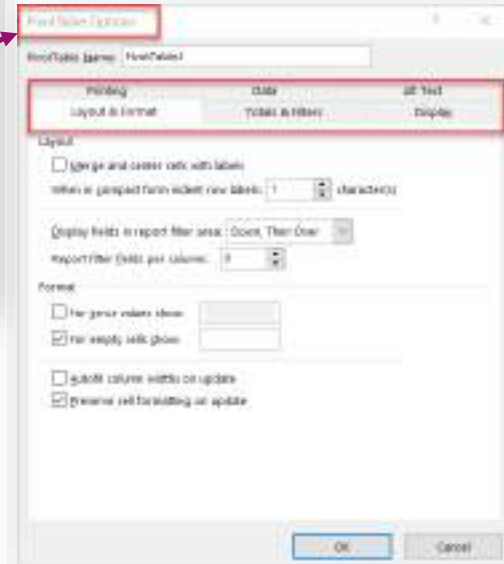 PivotTable Options ? ×
PivotTable Name: PivotTable1
Printing Data Alt Text
Layout & Format Totals & Filters Display
Layout
Merge and center cells with labels
When in compact form indent row labels: 1 character(s)
Display fields in report filter area: Down, Then Over
Report filter fields per column: 0
Format
For error values show:
For empty cells show:
Autofit column widths on update
Preserve cell formatting on update
OK Cancel